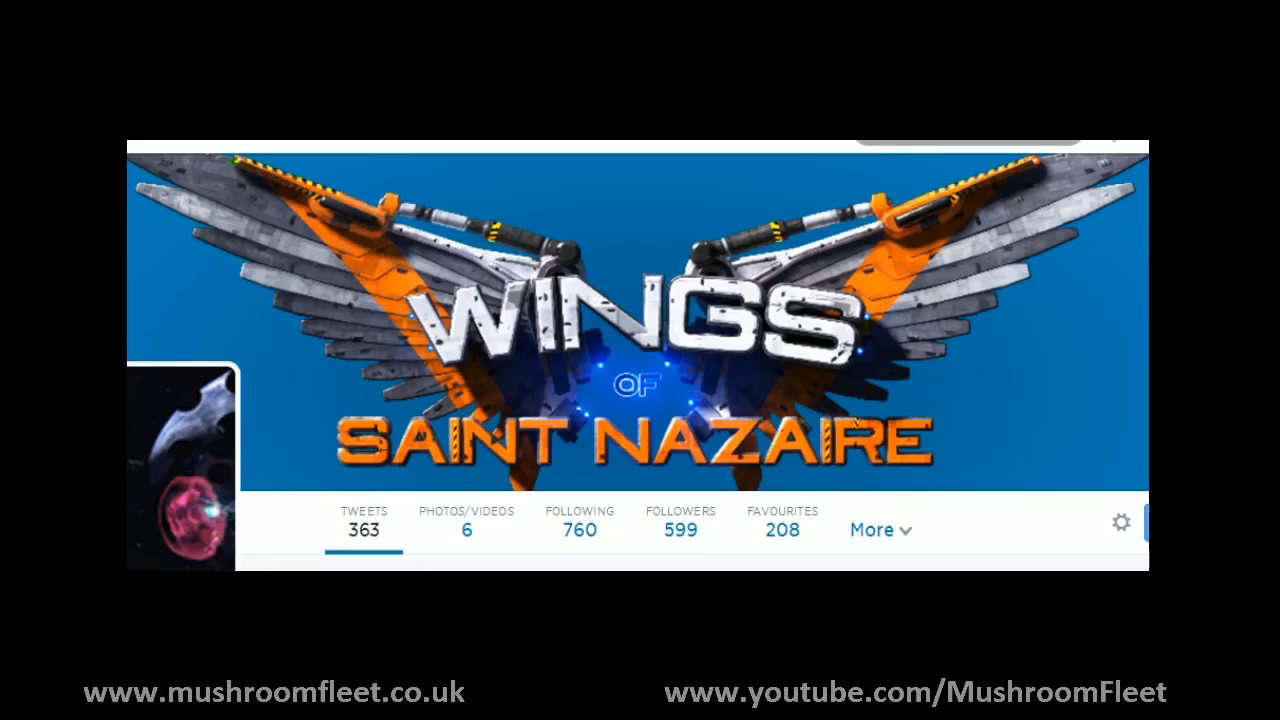 WINGS
OF
SAINT NAZAIRE
TWEETS PHOTOS/VIDEOS FOLLOWING FOLLOWERS FAVOURITES
363 6 760 599 208 More
www.mushroomfleet.co.uk www.youtube.com/MushroomFleet